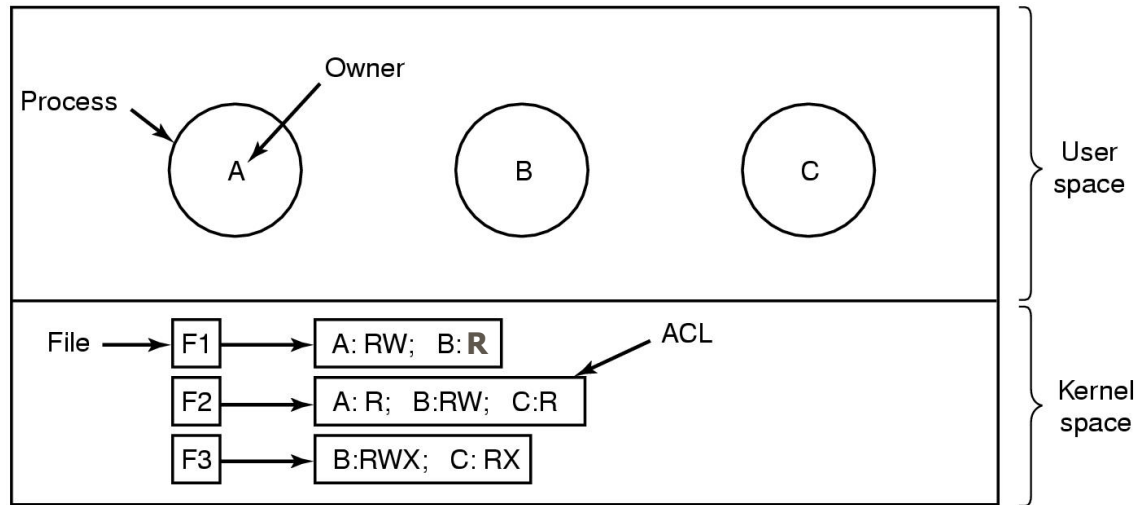 Owner
Process
A
B
C
User
space
File
F1
A: RW; B: R
ACL
F2
A: R; B:RW; C:R
F3
B:RWX; C: RX
Kernel
space